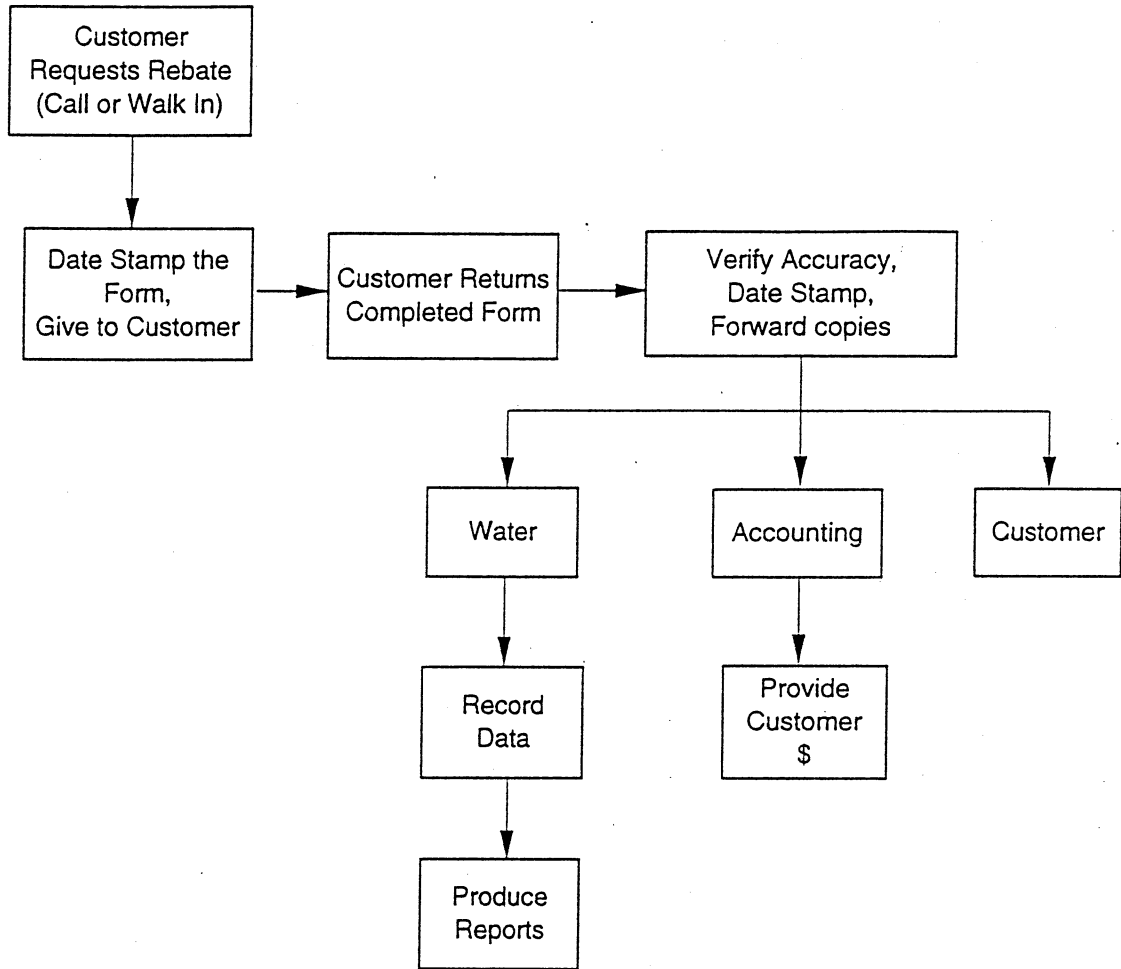 Customer
Requests Rebate
(Call or Walk In)
Date Stamp the
Form,
Give to Customer
Customer Returns
Completed Form
Verify Accuracy,
Date Stamp,
Forward copies
Water
Accounting
Customer
Record
Data
Provide
Customer
$
Produce
Reports